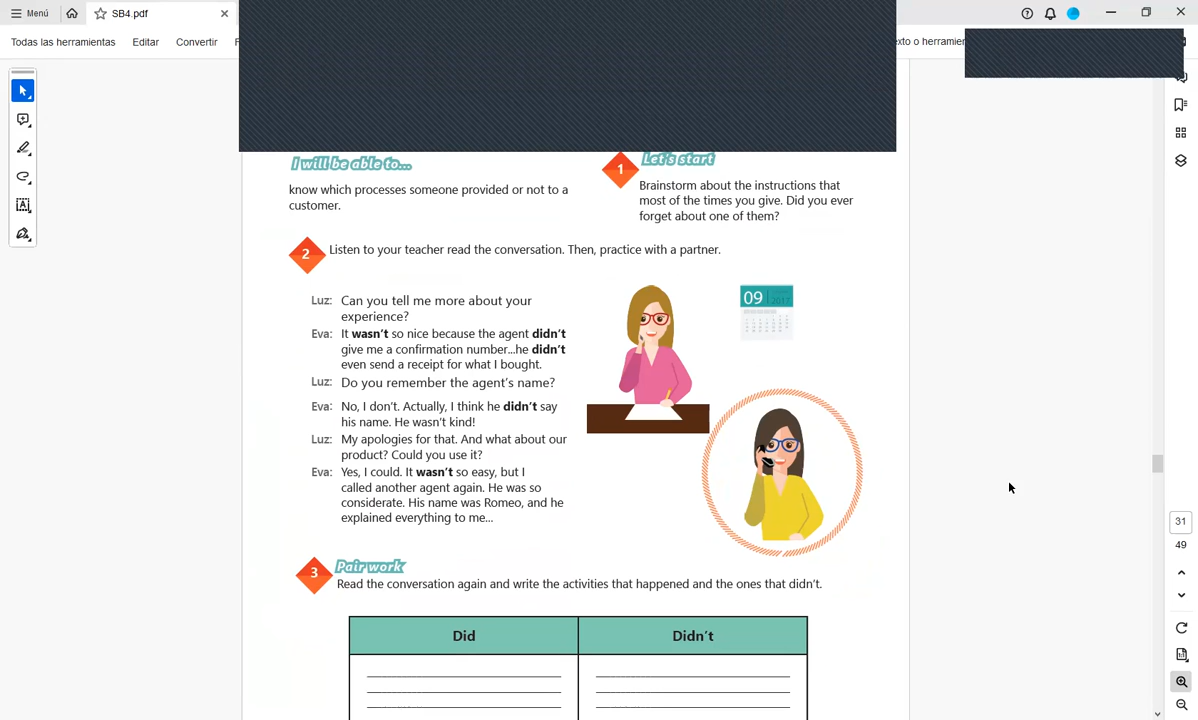 Menú
SB4.pdf
Todas las herramientas
Editar
Convertir
I will be able to...
know which processes someone provided or not to a
customer.
1
Let's start
Brainstorm about the instructions that
most of the times you give. Did you ever
forget about one of them?
2
Listen to your teacher read the conversation. Then, practice with a partner.
Luz: Can you tell me more about your
experience?
Eva: It wasn't so nice because the agent didn't
give me a confirmation number...he didn't
even send a receipt for what I bought.
Luz: Do you remember the agent's name?
Eva: No, I don't. Actually, I think he didn't say
his name. He wasn't kind!
Luz: My apologies for that. And what about our
product? Could you use it?
Eva: Yes, I could. It wasn't so easy, but I
called another agent again. He was so
considerate. His name was Romeo, and he
explained everything to me...
09
2017
3
Pair work
Read the conversation again and write the activities that happened and the ones that didn't.
Did
Didn't
31
49